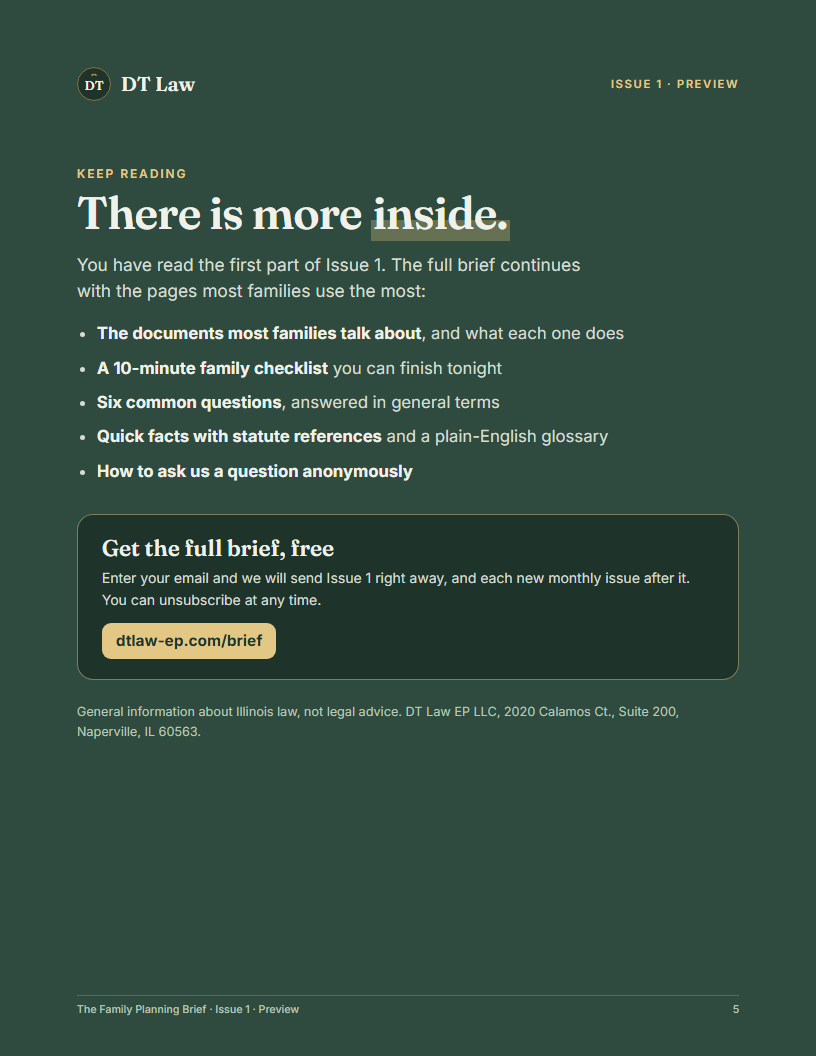 DT DT Law
ISSUE 1 · PREVIEW
KEEP READING
There is more inside.
You have read the first part of Issue 1. The full brief continues
with the pages most families use the most:
• The documents most families talk about, and what each one does
• A 10-minute family checklist you can finish tonight
• Six common questions, answered in general terms
• Quick facts with statute references and a plain-English glossary
• How to ask us a question anonymously
Get the full brief, free
Enter your email and we will send Issue 1 right away, and each new monthly issue after it.
You can unsubscribe at any time.
dtlaw-ep.com/brief
General information about Illinois law, not legal advice. DT Law EP LLC, 2020 Calamos Ct., Suite 200,
Naperville, IL 60563.
The Family Planning Brief · Issue 1 · Preview
5